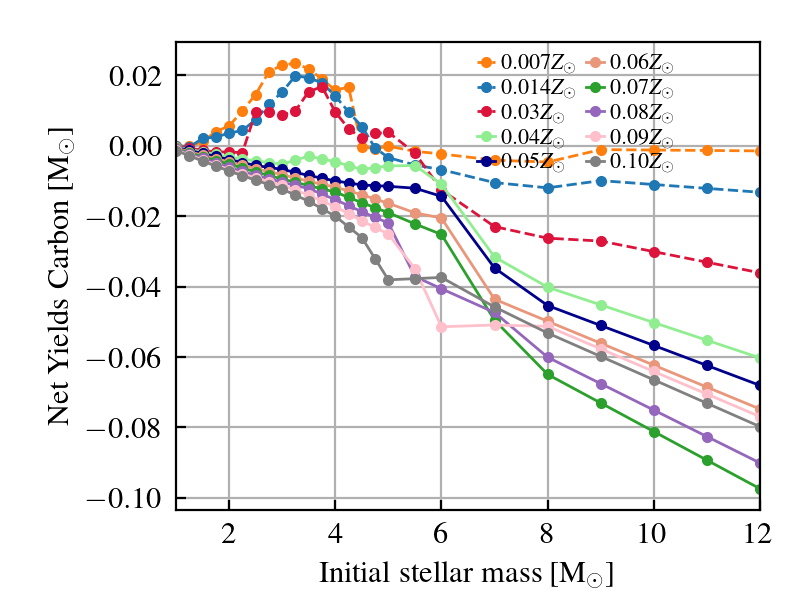 0.007Z☉ 0.06Z☉
0.014Z☉ 0.07Z☉
0.03Z☉ 0.08Z☉
0.04Z☉ 0.09Z☉
0.05Z☉ 0.10Z☉
0.02
0.00
−0.02
−0.04
−0.06
−0.08
−0.10
Net Yields Carbon [M☉]
2 4 6 8 10 12
Initial stellar mass [M☉]